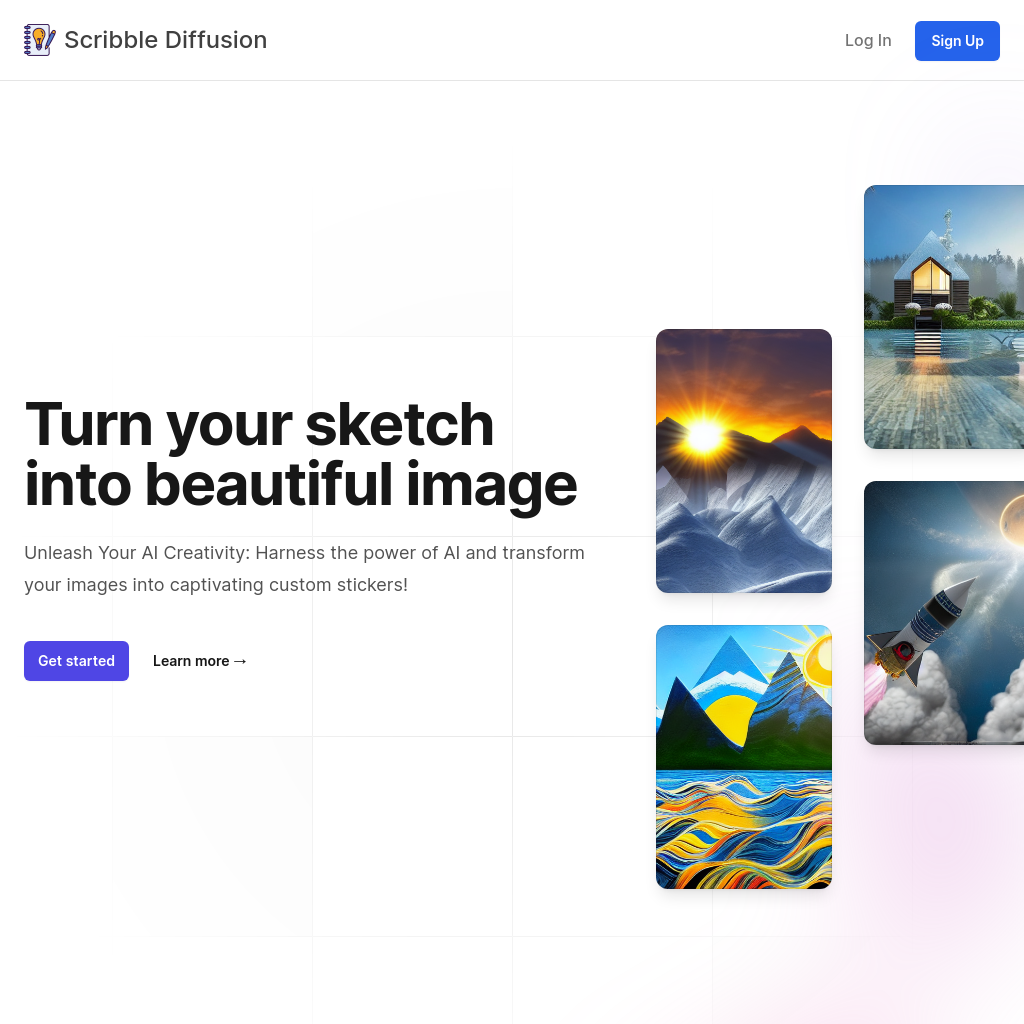 Scribble Diffusion
Log In
Sign Up
Turn your sketch
into beautiful image
Unleash Your AI Creativity: Harness the power of AI and transform
your images into captivating custom stickers!
Get started
Learn more →